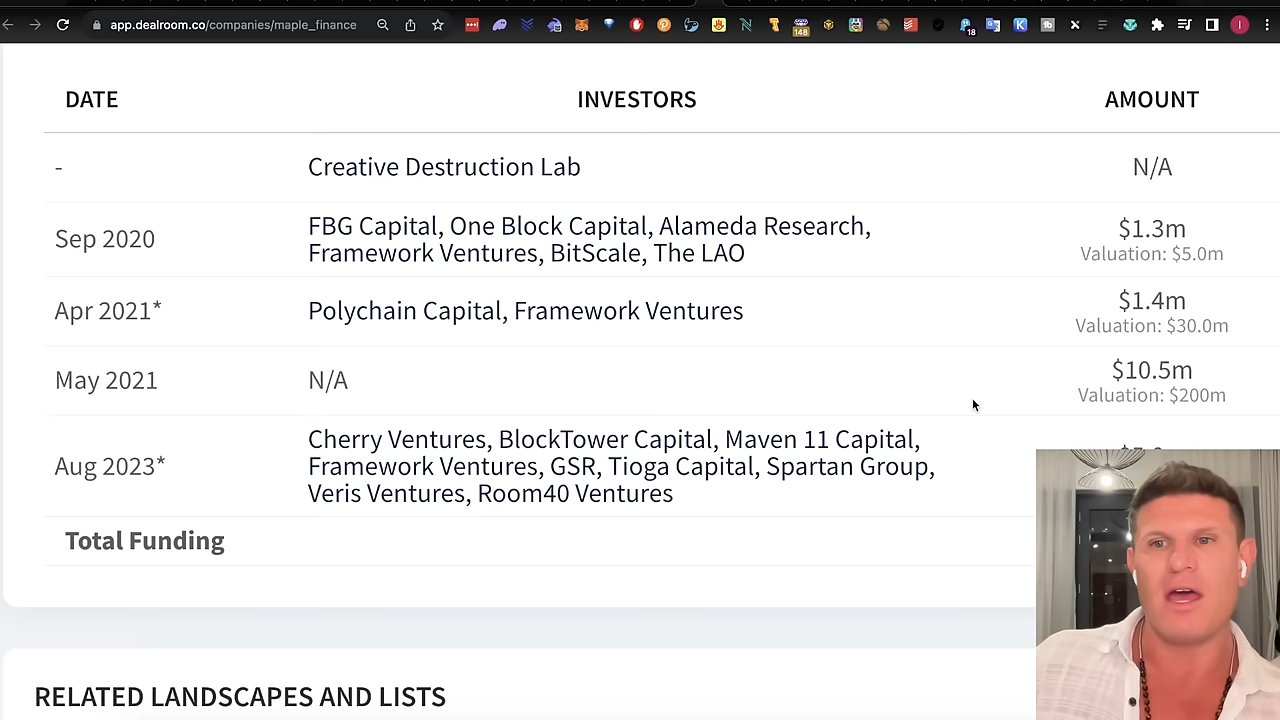 app.dealroom.co/companies/maple_finance
148
18
DATE
INVESTORS
AMOUNT
-
Creative Destruction Lab
N/A
Sep 2020
FBG Capital, One Block Capital, Alameda Research,
Framework Ventures, BitScale, The LAO
$1.3m
Valuation: $5.0m
Apr 2021*
Polychain Capital, Framework Ventures
$1.4m
Valuation: $30.0m
May 2021
N/A
$10.5m
Valuation: $200m
Aug 2023*
Cherry Ventures, BlockTower Capital, Maven 11 Capital,
Framework Ventures, GSR, Tioga Capital, Spartan Group,
Veris Ventures, Room40 Ventures
Total Funding
RELATED LANDSCAPES AND LISTS